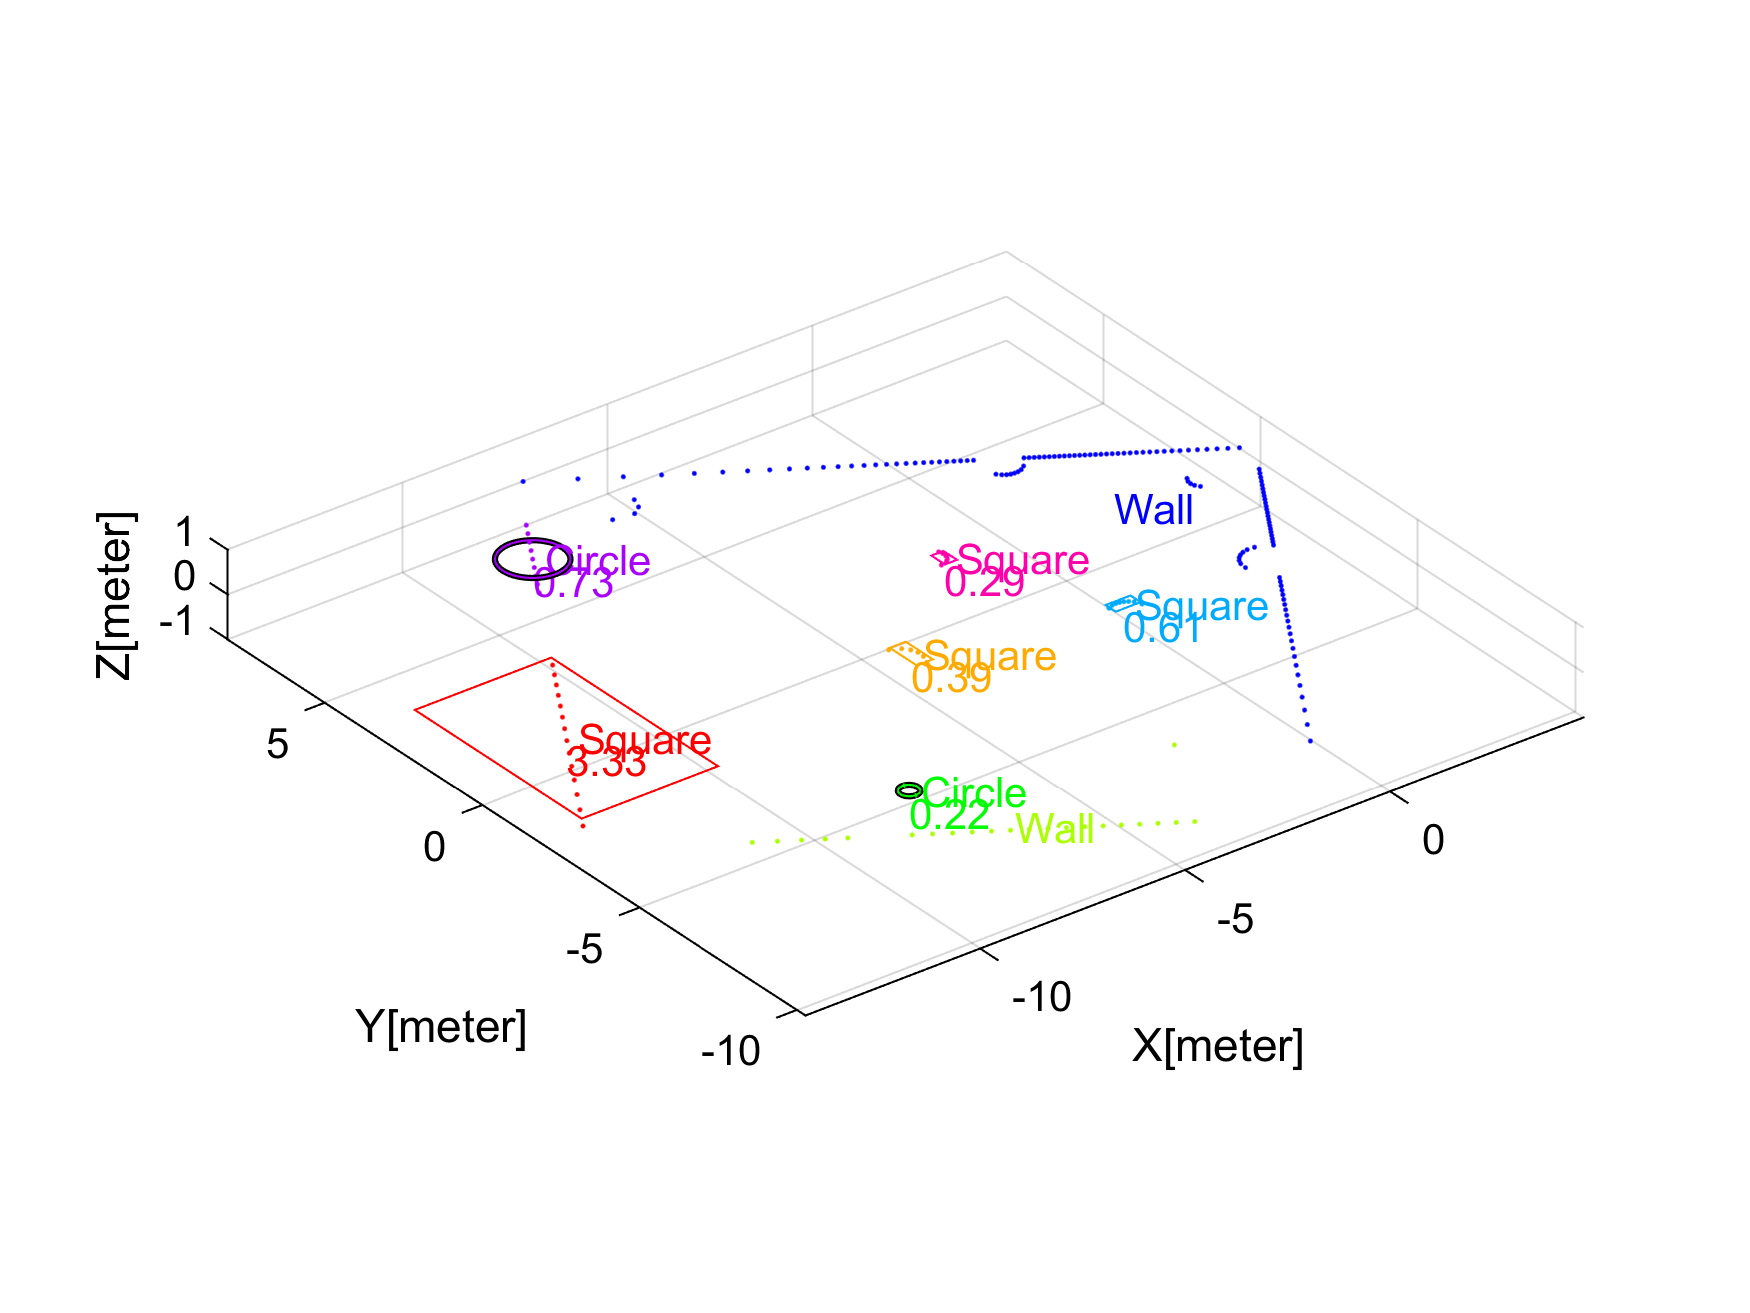 Wall
Circle
0.73
Square
0.29
Square
0.61
Square
0.39
Square
3.33
Circle
0.22
Wall
1
0
-1
Z[meter]
5
0
-5
-10
Y[meter]
0
-5
-10
X[meter]